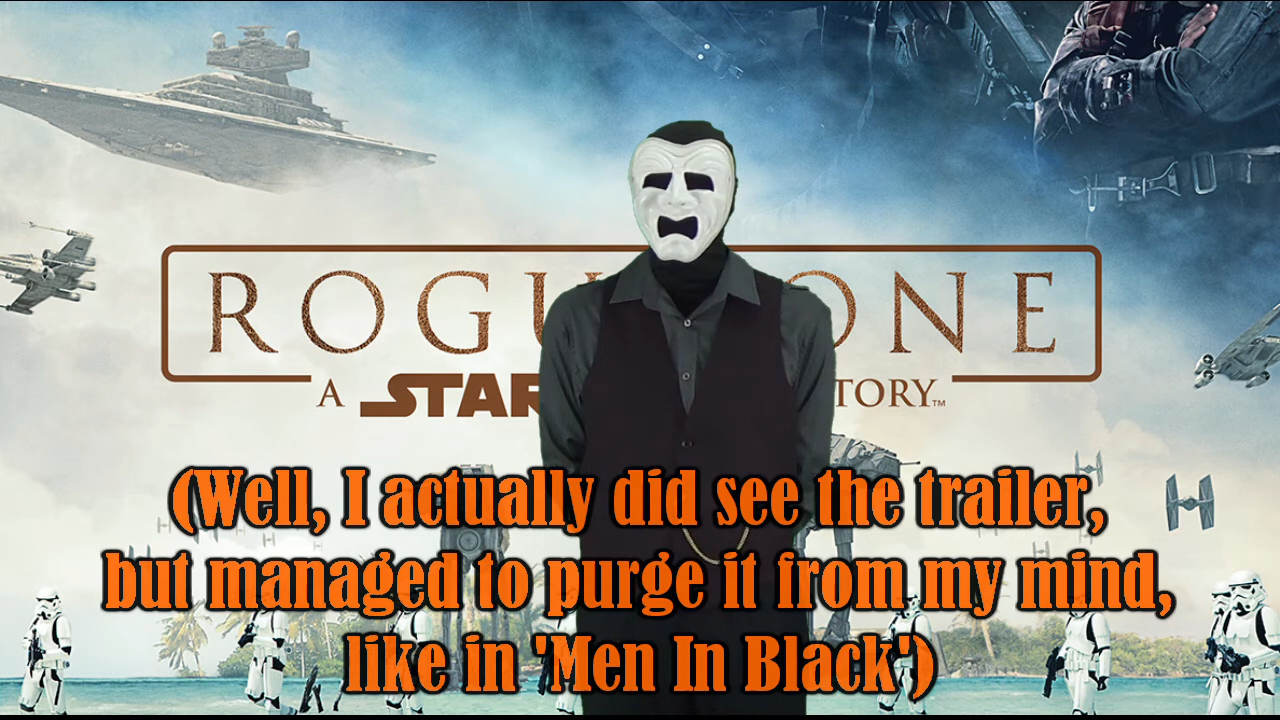 ROGU ONE
A STAR TORY™
(Well, I actually did see the trailer,
but managed to purge it from my mind,
like in 'Men In Black')